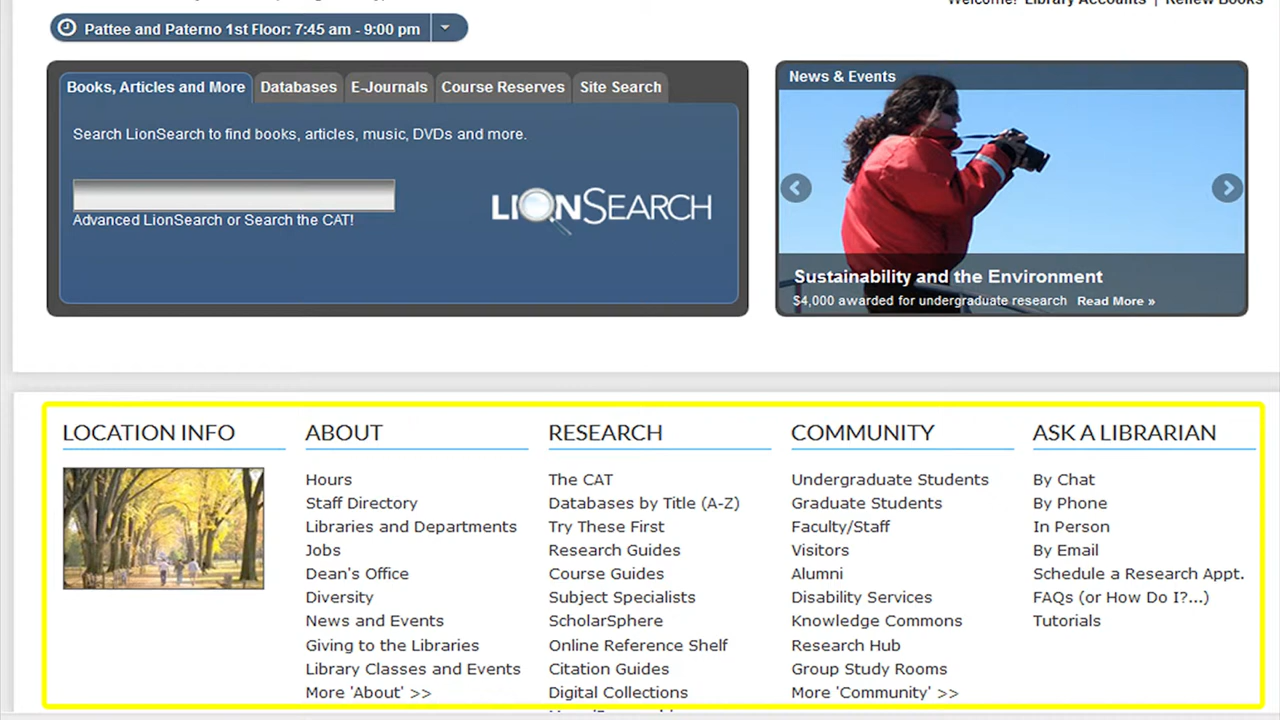 Library Accounts | Renew Books
Pattee and Paterno 1st Floor: 7:45 am - 9:00 pm
Books, Articles and More
Databases
E-Journals
Course Reserves
Site Search
Search LionSearch to find books, articles, music, DVDs and more.
Advanced LionSearch or Search the CAT!
LIONSEARCH
News & Events
Sustainability and the Environment
$4,000 awarded for undergraduate research Read More »
LOCATION INFO
ABOUT
Hours
Staff Directory
Libraries and Departments
Jobs
Dean's Office
Diversity
News and Events
Giving to the Libraries
Library Classes and Events
More 'About' >>
RESEARCH
The CAT
Databases by Title (A-Z)
Try These First
Research Guides
Course Guides
Subject Specialists
ScholarSphere
Online Reference Shelf
Citation Guides
Digital Collections
COMMUNITY
Undergraduate Students
Graduate Students
Faculty/Staff
Visitors
Alumni
Disability Services
Knowledge Commons
Research Hub
Group Study Rooms
More 'Community' >>
ASK A LIBRARIAN
By Chat
By Phone
In Person
By Email
Schedule a Research Appt.
FAQs (or How Do I?...)
Tutorials